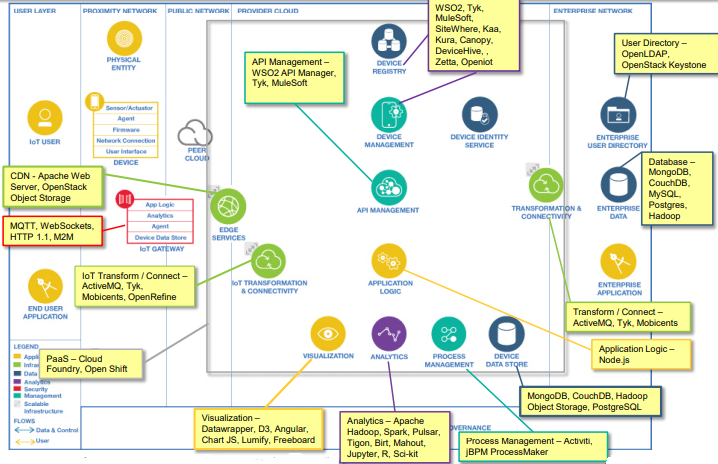 USER LAYER
PROXIMITY NETWORK
PUBLIC NETWORK
PROVIDER CLOUD
ENTERPRISE NETWORK
WSO2, Tyk,
MuleSoft,
SiteWhere, Kaa,
Kura, Canopy,
DeviceHive, ,
Zetta, Openiot
User Directory –
OpenLDAP,
OpenStack Keystone
PHYSICAL
ENTITY
DEVICE
REGISTRY
API Management –
WSO2 API Manager,
Tyk, MuleSoft
Sensor/Actuator
Agent
Firmware
Network Connection
User Interface
DEVICE
IoT USER
PEER
CLOUD
DEVICE
MANAGEMENT
DEVICE IDENTITY
SERVICE
ENTERPRISE
USER DIRECTORY
Database –
MongoDB,
CouchDB,
MySQL,
Postgres,
Hadoop
CDN - Apache Web
Server, OpenStack
Object Storage
MQTT, WebSockets,
HTTP 1.1, M2M
App Logic
Analytics
Agent
Device Data Store
IoT GATEWAY
EDGE
SERVICES
API MANAGEMENT
TRANSFORMATION &
CONNECTIVITY
ENTERPRISE
DATA
IoT Transform / Connect –
ActiveMQ, Tyk,
Mobicents, OpenRefine
IoT TRANSFORMATION
& CONNECTIVITY
APPLICATION
LOGIC
ENTERPRISE
APPLICATION
END USER
APPLICATION
Transform / Connect –
ActiveMQ, Tyk, Mobicents
Application Logic –
Node.js
VISUALIZATION
ANALYTICS
PROCESS
MANAGEMENT
DEVICE
DATA STORE
LEGEND
PaaS – Cloud
Foundry, Open Shift
Data
Analytics
Security
Management
Scalable
Infrastructure
FLOWS
Data & Control
User
MongoDB, CouchDB, Hadoop
Object Storage, PostgreSQL
Visualization –
Datawrapper, D3, Angular,
Chart JS, Lumify, Freeboard
Analytics – Apache
Hadoop, Spark, Pulsar,
Tigon, Birt, Mahout,
Jupyter, R, Sci-kit
Process Management – Activiti,
jBPM ProcessMaker